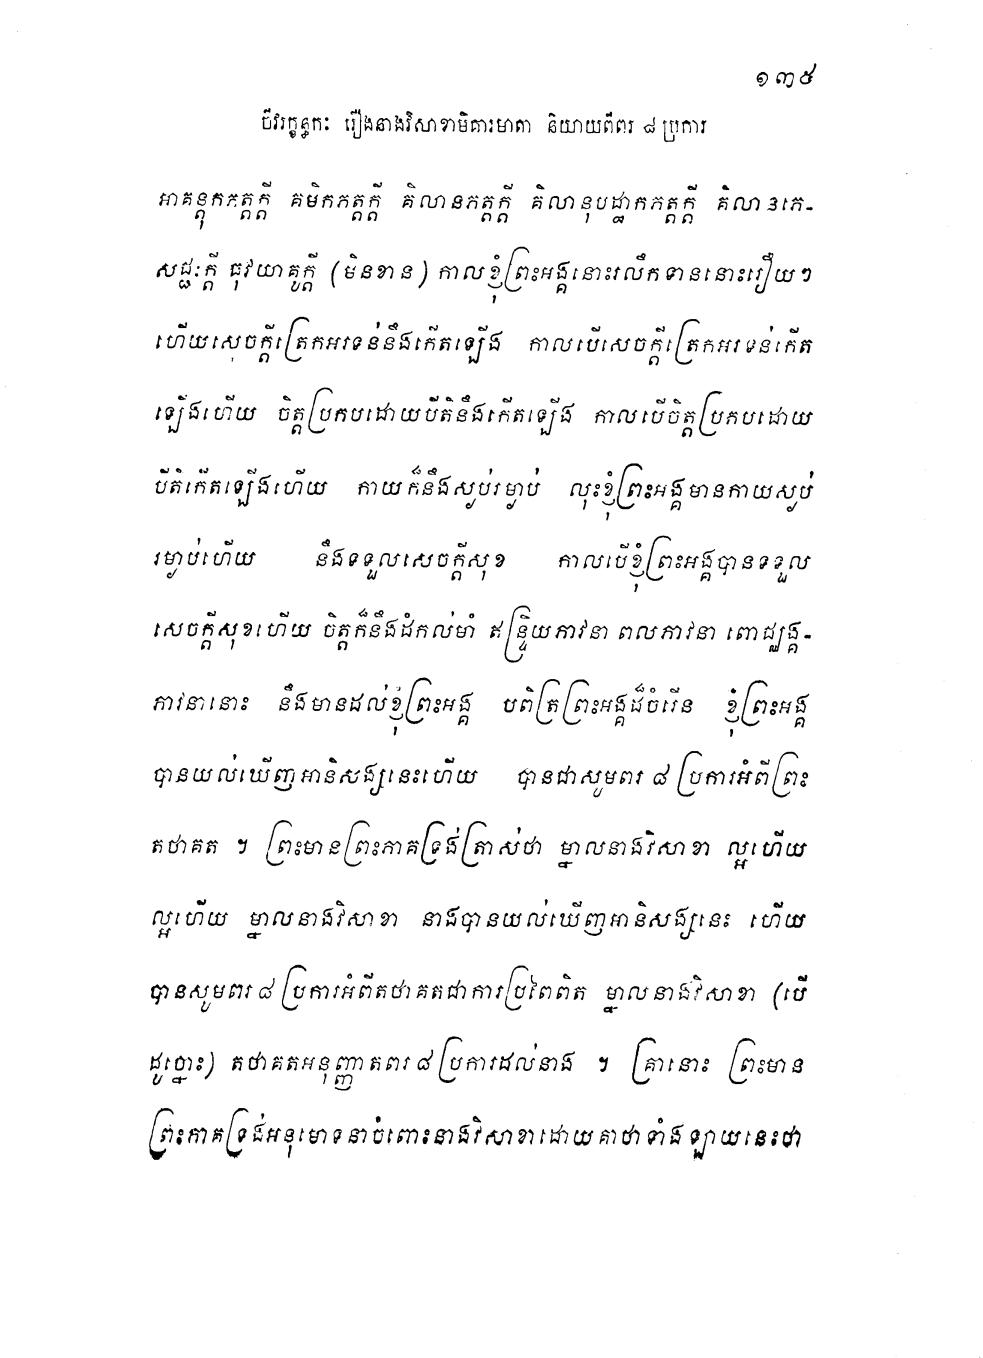 ១៣៥
ចីវរក្ខន្ធកៈ រឿងនាងវិសាខាមិគារមាតា និយាយពីពរ ៨ ប្រការ
អាគន្តុកភត្តក្តី គមិកភត្តក្តី គិលានភត្តក្តី គិលានុបដ្ឋាកភត្តក្តី គិលានភេ-
សជ្ជៈក្តី ធុវយាគូក្តី (មិនខាន) កាលខ្ញុំព្រះអង្គនោះរលឹកទាននោះរឿយៗ
ហើយសេចក្តីត្រេកអរទន់នឹងកើតឡើង កាលបើសេចក្តីត្រេកអរទន់កើត
ឡើងហើយ ចិត្តប្រកបដោយបីតិនឹងកើតឡើង កាលបើចិត្តប្រកបដោយ
បីតិកើតឡើងហើយ កាយក៏នឹងស្ងប់រម្ងាប់ លុះខ្ញុំព្រះអង្គមានកាយស្ងប់
រម្ងាប់ហើយ នឹងទទួលសេចក្តីសុខ កាលបើខ្ញុំព្រះអង្គបានទទួល
សេចក្តីសុខហើយ ចិត្តក៏នឹងដំកល់មាំ ឥន្ទ្រិយភាវនា ពលភាវនា ពោជ្ឈង្គ-
ភាវនានោះ នឹងមានដល់ខ្ញុំព្រះអង្គ បពិត្រព្រះអង្គដ៏ចំរើន ខ្ញុំព្រះអង្គ
បានយល់ឃើញអានិសង្សនេះហើយ បានជាសូមពរ ៨ ប្រការអំពីព្រះ
តថាគត ។ ព្រះមានព្រះភាគទ្រង់ត្រាស់ថា ម្នាលនាងវិសាខា ល្អហើយ
ល្អហើយ ម្នាលនាងវិសាខា នាងបានយល់ឃើញអានិសង្សនេះ ហើយ
បានសូមពរ ៨ ប្រការអំពីតថាគតជាការប្រពៃពិត ម្នាលនាងវិសាខា (បើ
ដូច្នោះ) តថាគតអនុញ្ញាតពរ ៨ ប្រការដល់នាង ។ គ្រានោះ ព្រះមាន
ព្រះភាគទ្រង់អនុមោទនាចំពោះនាងវិសាខាដោយគាថាទាំងឡាយនេះថា